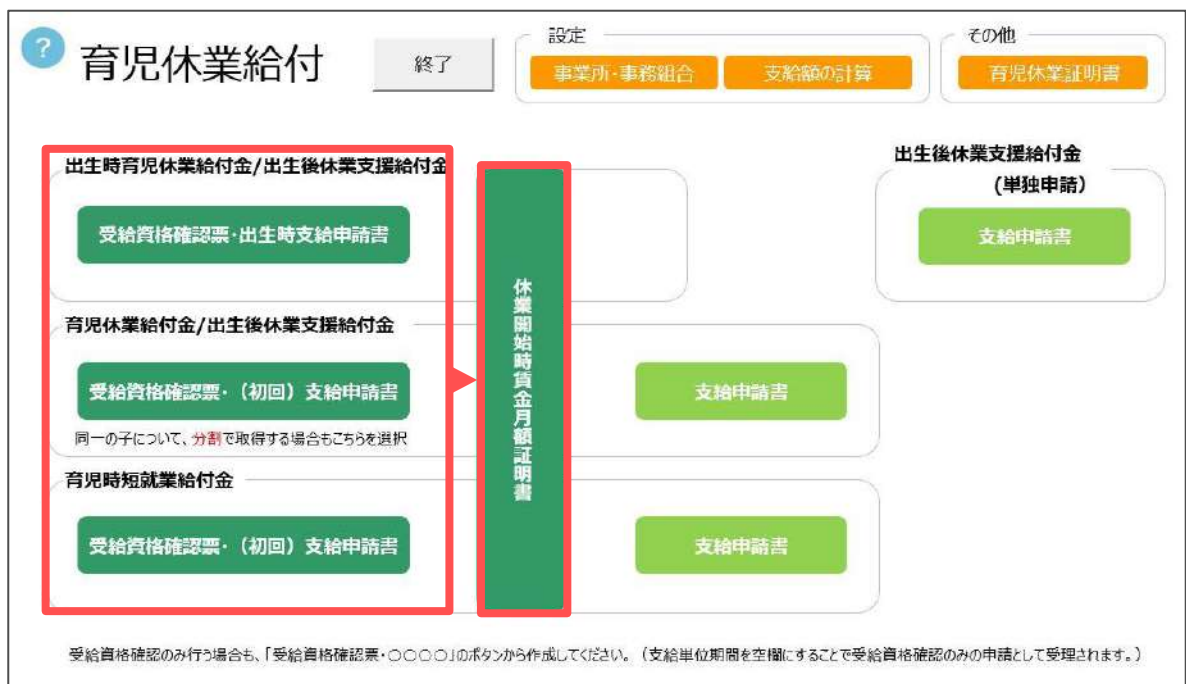 ?
育児休業給付
終了
設定
事業所・事務組合
支給額の計算
その他
育児休業証明書
出生時育児休業給付金/出生後休業支援給付金
受給資格確認票・出生時支給申請書
休業開始時賃金月額証明書
出生後休業支援給付金
(単独申請)
支給申請書
育児休業給付金/出生後休業支援給付金
受給資格確認票・（初回）支給申請書
支給申請書
同一の子について、分割で取得する場合もこちらを選択
育児時短就業給付金
受給資格確認票・（初回）支給申請書
支給申請書
受給資格確認のみ行う場合も、「受給資格確認票・〇〇〇〇」のボタンから作成してください。（支給単位期間を空欄にすることで受給資格確認のみの申請として受理されます。）